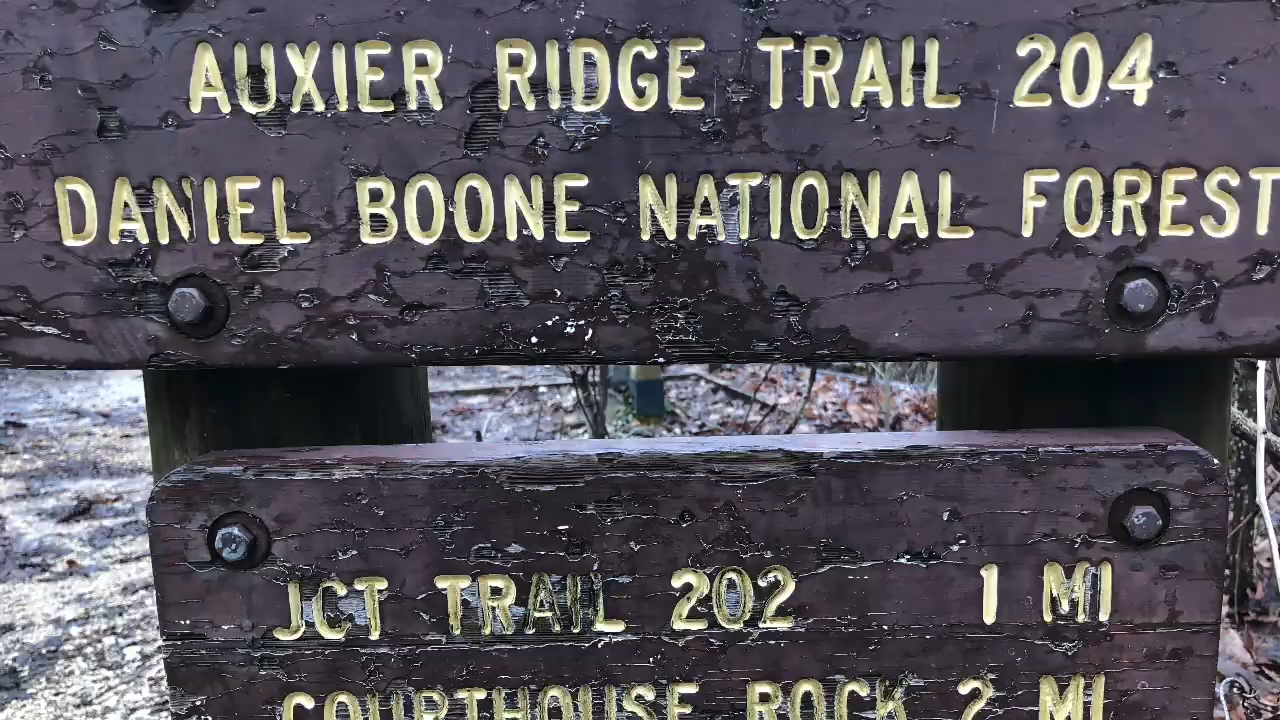 AUXIER RIDGE TRAIL 204
DANIEL BOONE NATIONAL FOREST
JCT TRAIL 202 1 MI
COURTHOUSE ROCK 2 MI